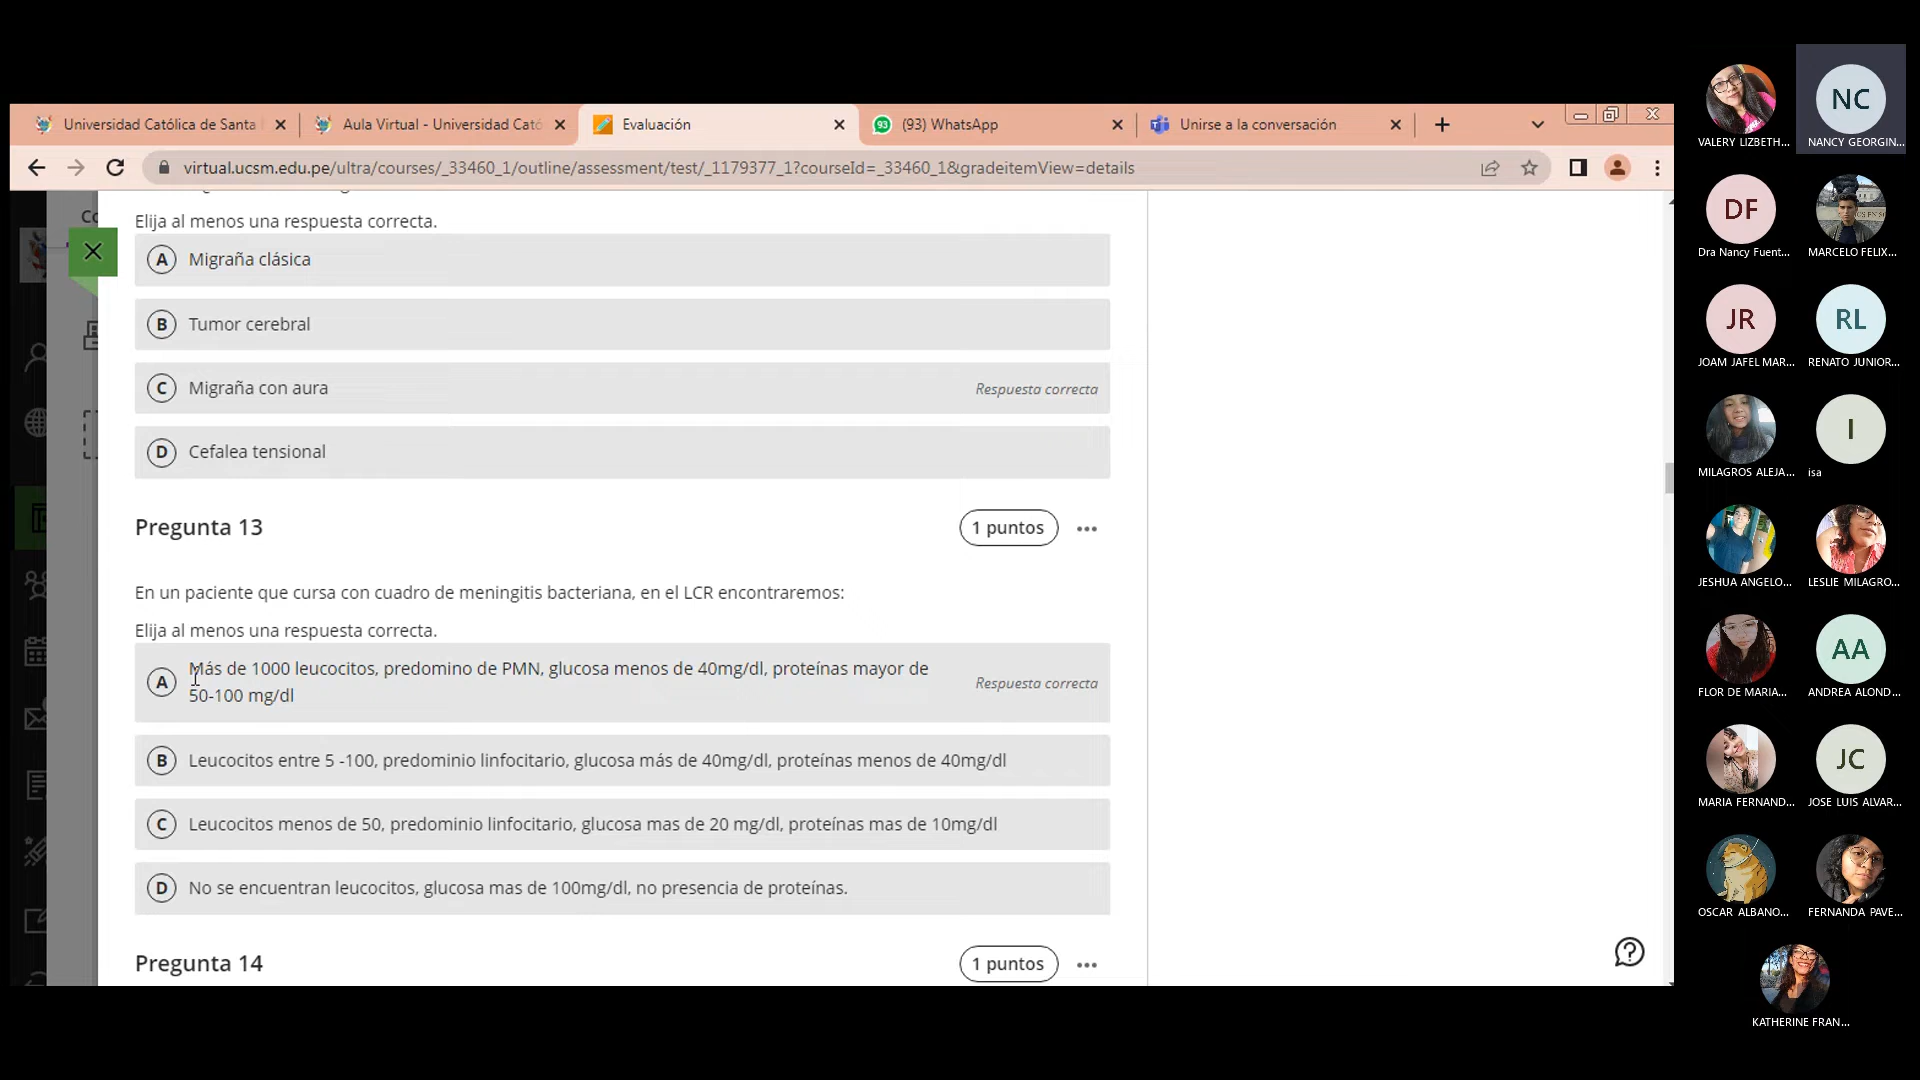 Universidad Católica de Santa
Aula Virtual - Universidad Cató
Evaluación
93
(93) WhatsApp
Unirse a la conversación
virtual.ucsm.edu.pe/ultra/courses/_33460_1/outline/assessment/test/_1179377_1?courseId=_33460_1&gradeitemView=details
Elija al menos una respuesta correcta.
A Migraña clásica
B Tumor cerebral
C Migraña con aura Respuesta correcta
D Cefalea tensional
Pregunta 13 1 puntos
En un paciente que cursa con cuadro de meningitis bacteriana, en el LCR encontraremos:
Elija al menos una respuesta correcta.
A Más de 1000 leucocitos, predomino de PMN, glucosa menos de 40mg/dl, proteínas mayor de
50-100 mg/dl
Respuesta correcta
B Leucocitos entre 5 -100, predominio linfocitario, glucosa más de 40mg/dl, proteínas menos de 40mg/dl
C Leucocitos menos de 50, predominio linfocitario, glucosa mas de 20 mg/dl, proteínas mas de 10mg/dl
D No se encuentran leucocitos, glucosa mas de 100mg/dl, no presencia de proteínas.
Pregunta 14 1 puntos
NC
VALERY LIZBETH... NANCY GEORGIN...
DF
Dra Nancy Fuent... MARCELO FELIX...
JR RL
JOAM JAFEL MAR... RENATO JUNIOR...
I
MILAGROS ALEJA... isa
JESHUA ANGELO... LESLIE MILAGRO...
AA
FLOR DE MARIA... ANDREA ALOND...
JC
MARIA FERNAND... JOSE LUIS ALVAR...
OSCAR ALBANO... FERNANDA PAVE...
KATHERINE FRAN...